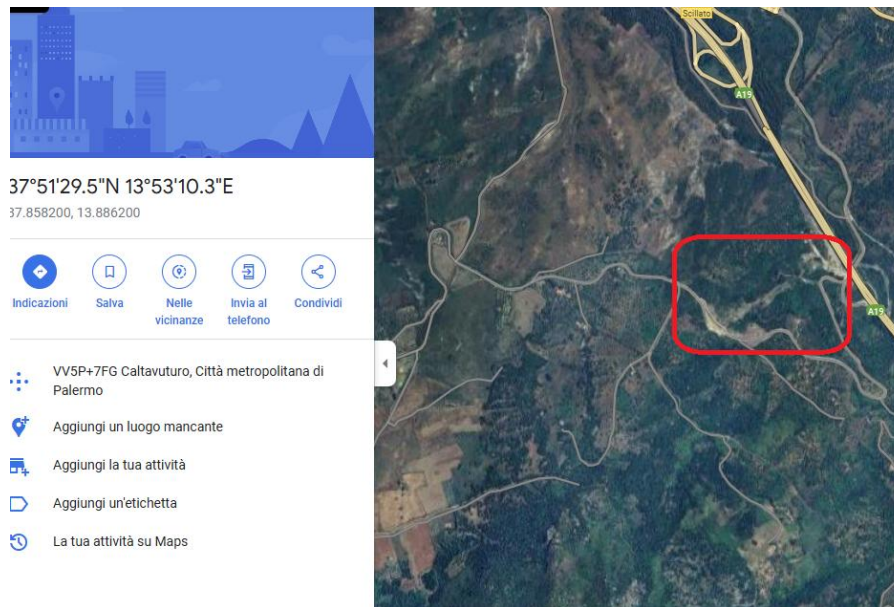 37°51'29.5"N 13°53'10.3"E
37.858200, 13.886200
Indicazioni
Salva
Nelle
vicinanze
Invia al
telefono
Condividi
VV5P+7FG Caltavuturo, Città metropolitana di
Palermo
Aggiungi un luogo mancante
Aggiungi la tua attività
Aggiungi un'etichetta
La tua attività su Maps
Scillato
A19
A19